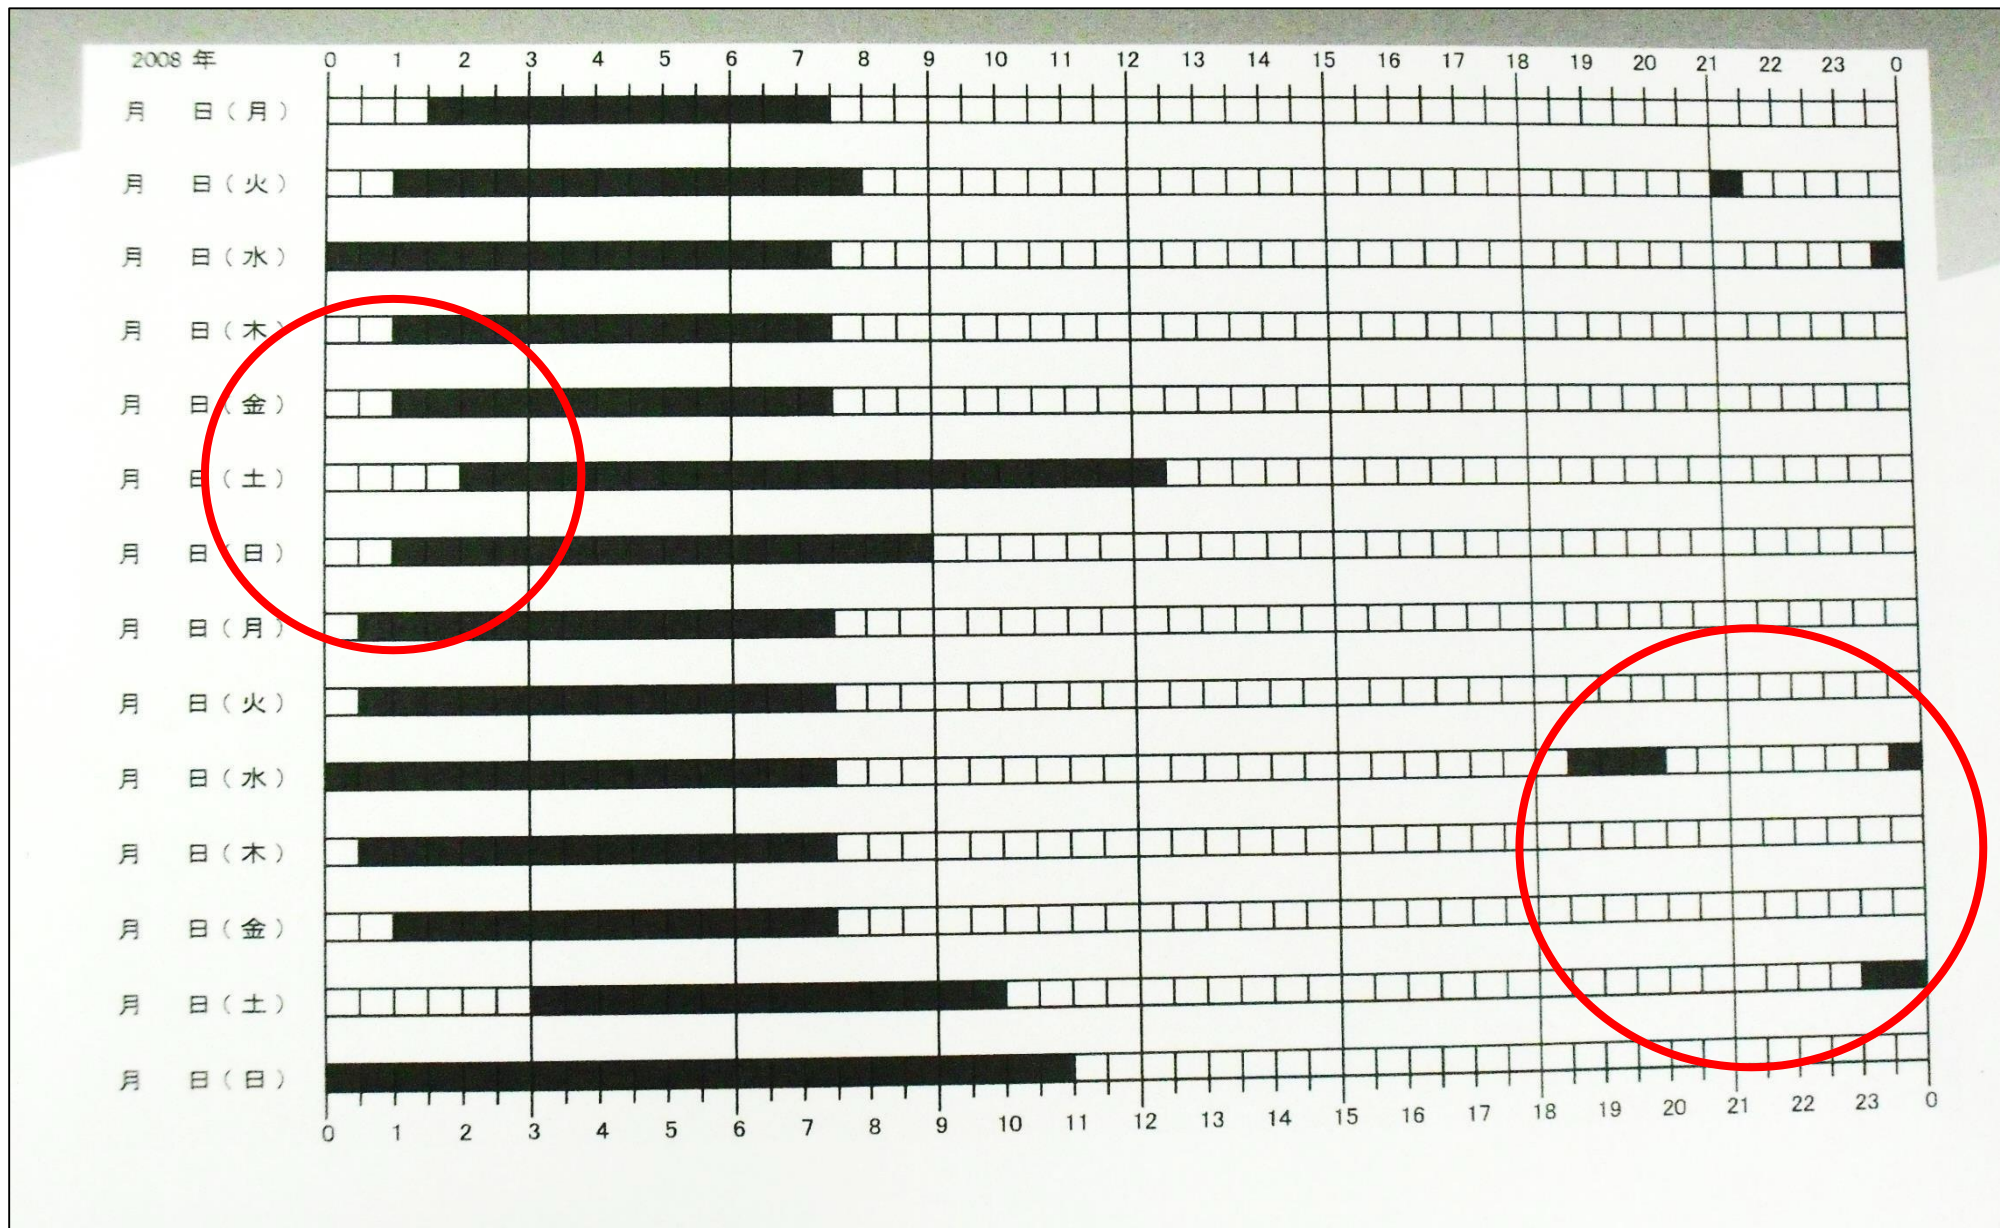 2008 年 0 1 2 3 4 5 6 7 8 9 10 11 12 13 14 15 16 17 18 19 20 21 22 23 0
月 日(月)
月 日(火)
月 日(水)
月 日(木)
月 日(金)
月 日(土)
月 日(日)
月 日(月)
月 日(火)
月 日(水)
月 日(木)
月 日(金)
月 日(土)
月 日(日)
0 1 2 3 4 5 6 7 8 9 10 11 12 13 14 15 16 17 18 19 20 21 22 23 0